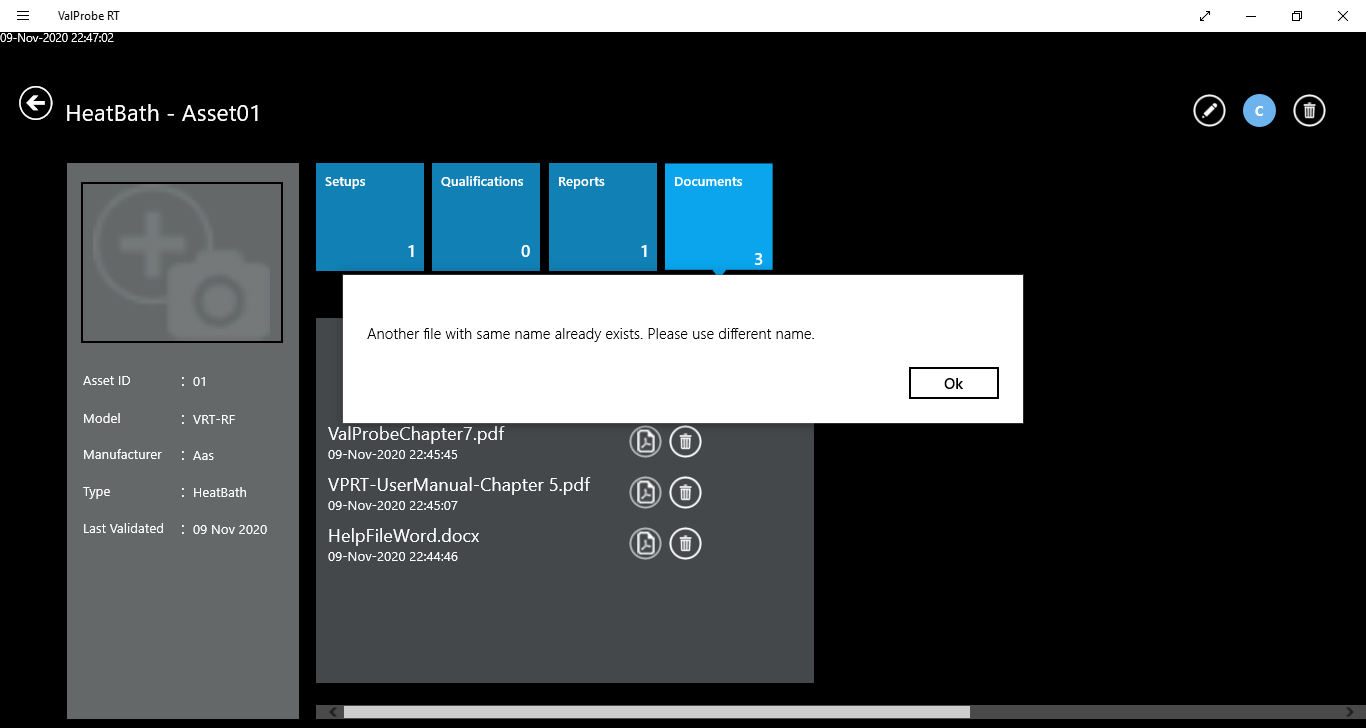 ValProbe RT
09-Nov-2020 22:47:02
HeatBath - Asset01
C
Setups
1
Qualifications
0
Reports
1
Documents
3
Another file with same name already exists. Please use different name.
Ok
Asset ID : 01
Model : VRT-RF
Manufacturer : Aas
Type : HeatBath
Last Validated : 09 Nov 2020
ValProbeChapter7.pdf
09-Nov-2020 22:45:45
VPRT-UserManual-Chapter 5.pdf
09-Nov-2020 22:45:07
HelpFileWord.docx
09-Nov-2020 22:44:46